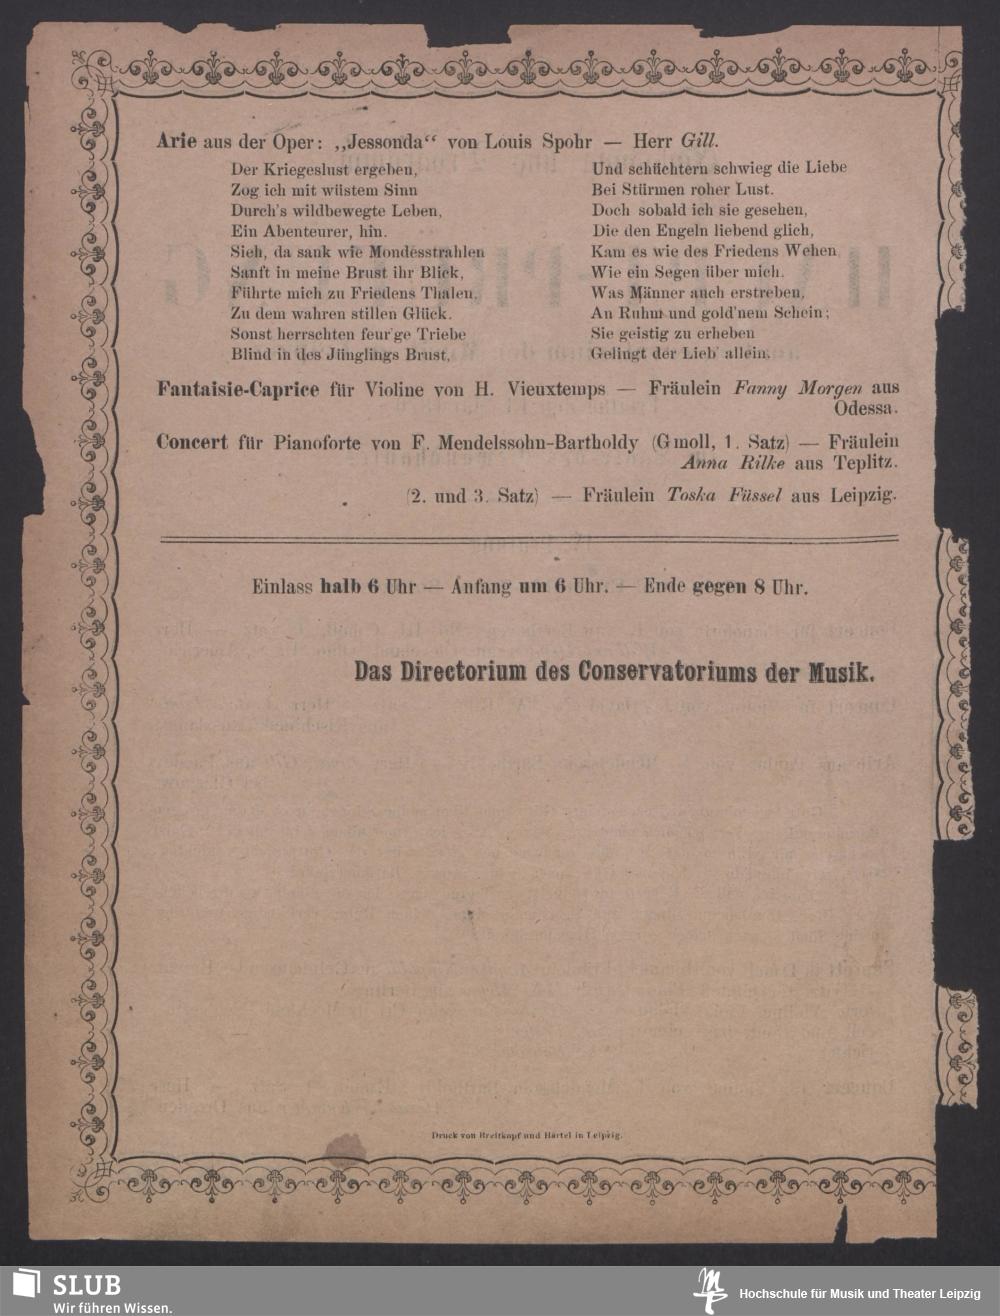 Arie aus der Oper: „Jessonda“ von Louis Spohr — Herr Gill.
Der Kriegeslust ergeben,
Zog ich mit wüstem Sinn
Durch's wildbewegte Leben,
Ein Abenteurer, hin.
Sieh, da sank wie Mondesstrahlen
Sanft in meine Brust ihr Blick,
Führte mich zu Friedens Thalen,
Zu dem wahren stillen Glück.
Sonst herrschten feur'ge Triebe
Blind in des Jünglings Brust,
Und schüchtern schwieg die Liebe
Bei Stürmen roher Lust.
Doch sobald ich sie gesehen,
Die den Engeln liebend glich,
Kam es wie des Friedens Wehen
Wie ein Segen über mich.
Was Männer auch erstreben,
An Ruhm und gold'nem Schein;
Sie geistig zu erheben
Gelingt der Lieb' allein.
Fantaisie-Caprice für Violine von H. Vieuxtemps — Fräulein Fanny Morgen aus
Odessa.
Concert für Pianoforte von F. Mendelssohn-Bartholdy (G moll, 1. Satz) — Fräulein
Anna Rilke aus Teplitz.
(2. und 3. Satz) — Fräulein Toska Füssel aus Leipzig.
Einlass halb 6 Uhr — Anfang um 6 Uhr. — Ende gegen 8 Uhr.
Das Directorium des Conservatoriums der Musik.
Druck von Breitkopf und Härtel in Leipzig.
SLUB
Wir führen Wissen.
Hochschule für Musik und Theater Leipzig